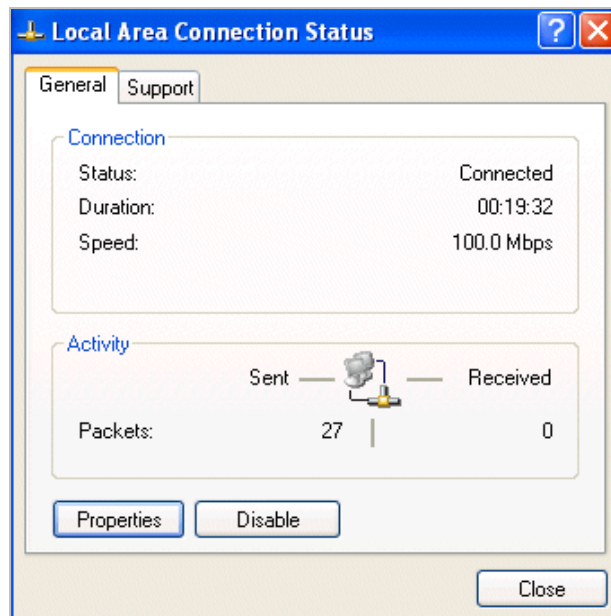 Local Area Connection Status
General Support
Connection
Status: Connected
Duration: 00:19:32
Speed: 100.0 Mbps
Activity
Sent Received
Packets: 27 0
Properties Disable
Close